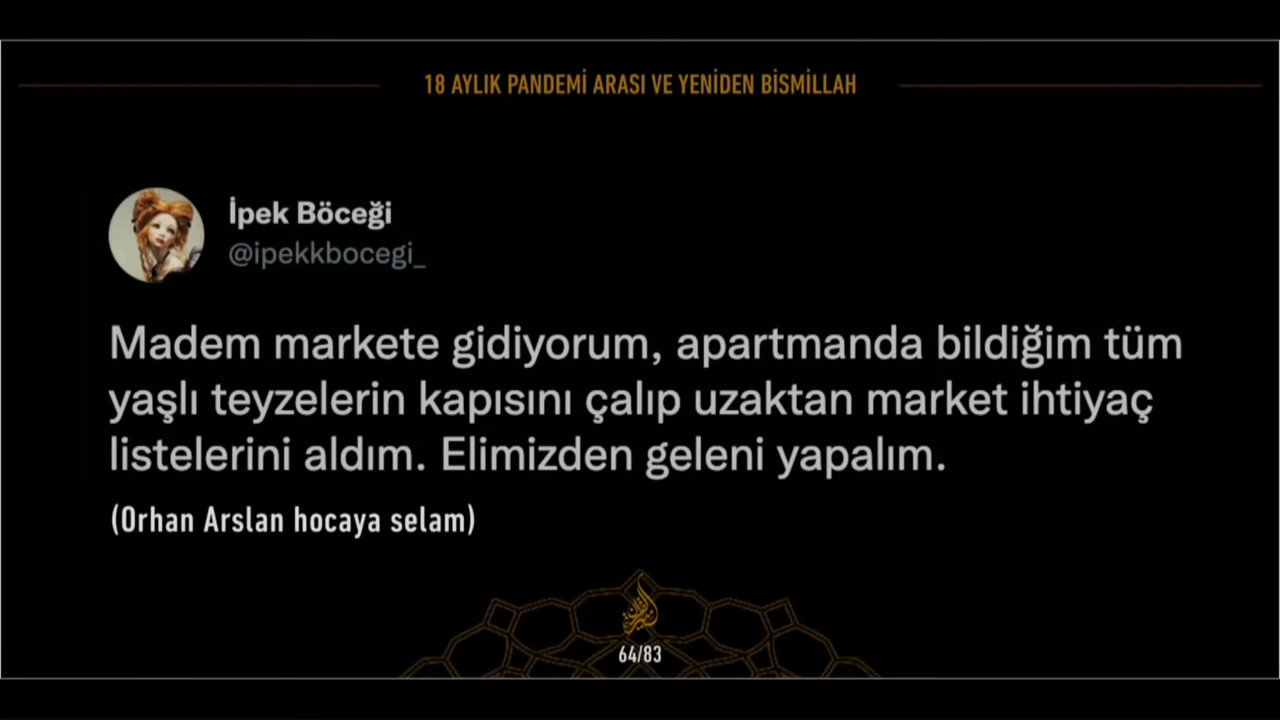 18 AYLIK PANDEMİ ARASI VE YENİDEN BİSMİLLAH
İpek Böceği
@ipekkbocegi_
Madem markete gidiyorum, apartmanda bildiğim tüm
yaşlı teyzelerin kapısını çalıp uzaktan market ihtiyaç
listelerini aldım. Elimizden geleni yapalım.
(Orhan Arslan hocaya selam)
64/83